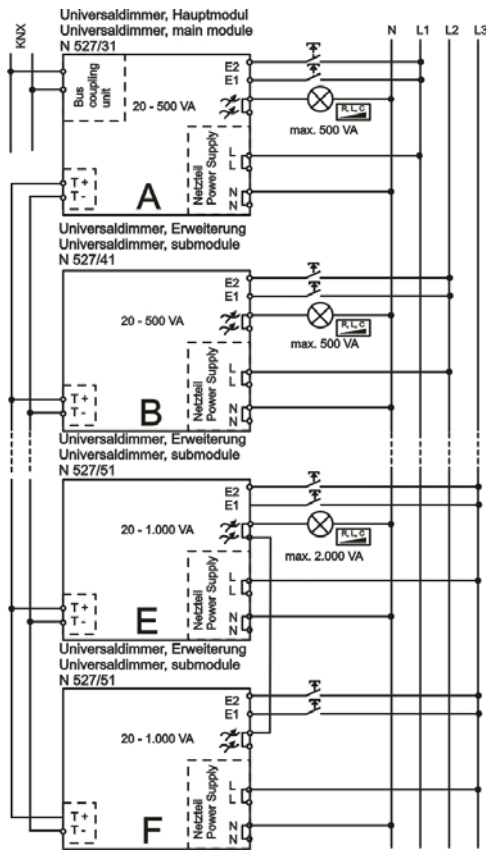 KNX
Universaldimmer, Hauptmodul
Universaldimmer, main module
N 527/31
N L1 L2 L3
Bus coupling unit
20 - 500 VA
E2
E1
R, L, C
max. 500 VA
Netzteil
Power Supply
L
L
N
N
T +
T -
A
Universaldimmer, Erweiterung
Universaldimmer, submodule
N 527/41
E2
E1
20 - 500 VA
R, L, C
max. 500 VA
Netzteil
Power Supply
L
L
N
N
T +
T -
B
Universaldimmer, Erweiterung
Universaldimmer, submodule
N 527/51
E2
E1
20 - 1.000 VA
R, L, C
max. 2.000 VA
Netzteil
Power Supply
L
L
N
N
T +
T -
E
Universaldimmer, Erweiterung
Universaldimmer, submodule
N 527/51
E2
E1
20 - 1.000 VA
Netzteil
Power Supply
L
L
N
N
T +
T -
F